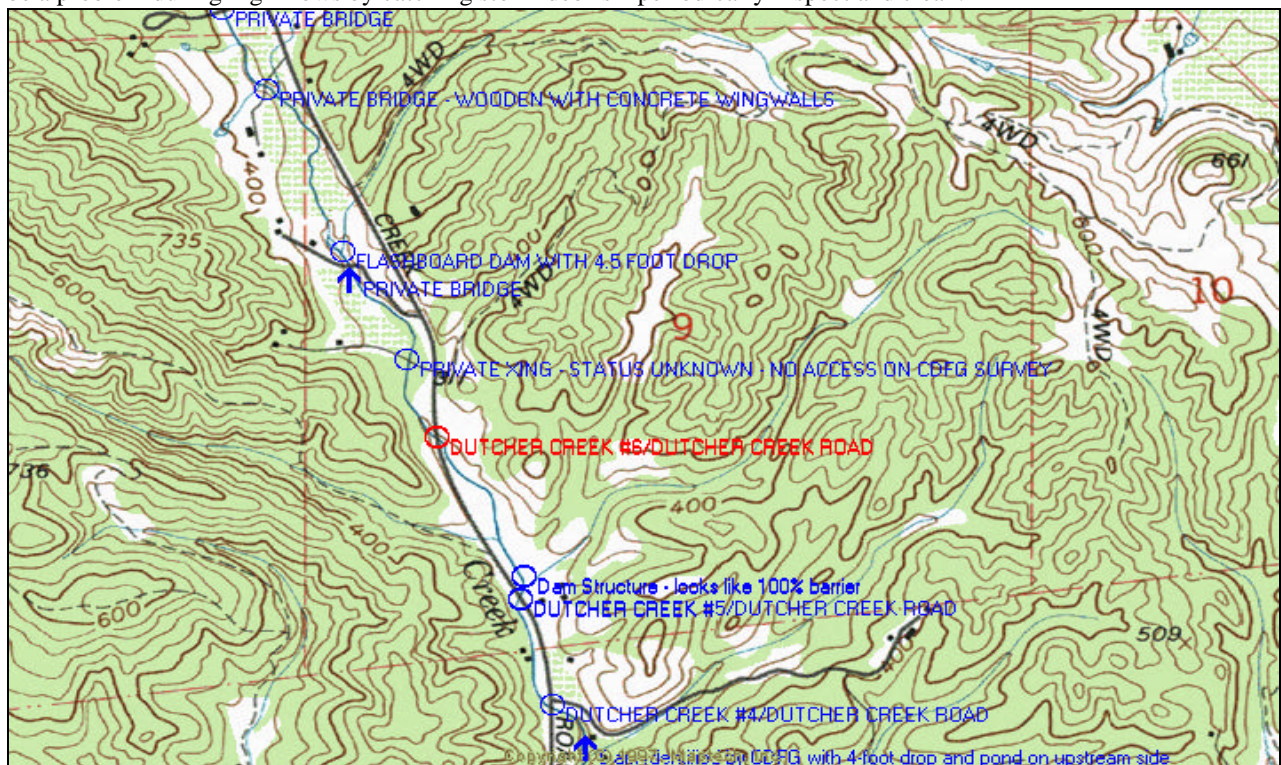 PRIVATE BRIDGE
4WD
PRIVATE BRIDGE - WOODEN WITH CONCRETE WINGWALLS
4WD
661
400
CREEK
735
600
FLASHBOARD DAM WITH 4.5 FOOT DROP
PRIVATE BRIDGE
4WD
600
10
9
4WD
PRIVATE XING - STATUS UNKNOWN - NO ACCESS ON CDFG SURVEY
DUTCHER CREEK #6/DUTCHER CREEK ROAD
736
400
400
Creek
Dam Structure - looks like 100% barrier
DUTCHER CREEK #5/DUTCHER CREEK ROAD
600
509
400
DUTCHER CREEK #4/DUTCHER CREEK ROAD
by CDFG with 4-foot drop and pond on upstream side